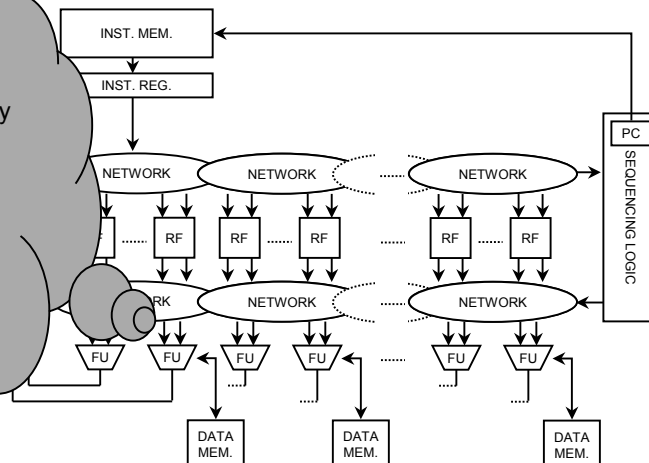 INST. MEM.
y
INST. REG.
PC
SEQUENCING LOGIC
NETWORK
NETWORK
NETWORK
RF
RF
RF
RF
RF
NETWORK
NETWORK
FU
FU
FU
FU
FU
FU
DATA
MEM.
DATA
MEM.
DATA
MEM.